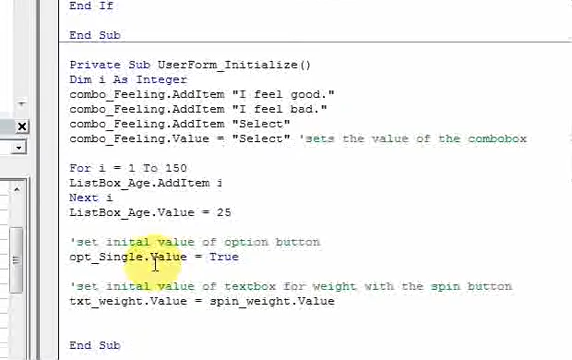 End If
End Sub
Private Sub UserForm_Initialize()
Dim i As Integer
combo_Feeling.AddItem "I feel good."
combo_Feeling.AddItem "I feel bad."
combo_Feeling.AddItem "Select"
combo_Feeling.Value = "Select" 'sets the value of the combobox
For i = 1 To 150
ListBox_Age.AddItem i
Next i
ListBox_Age.Value = 25
'set inital value of option button
opt_Single.Value = True
'set inital value of textbox for weight with the spin button
txt_weight.Value = spin_weight.Value
End Sub